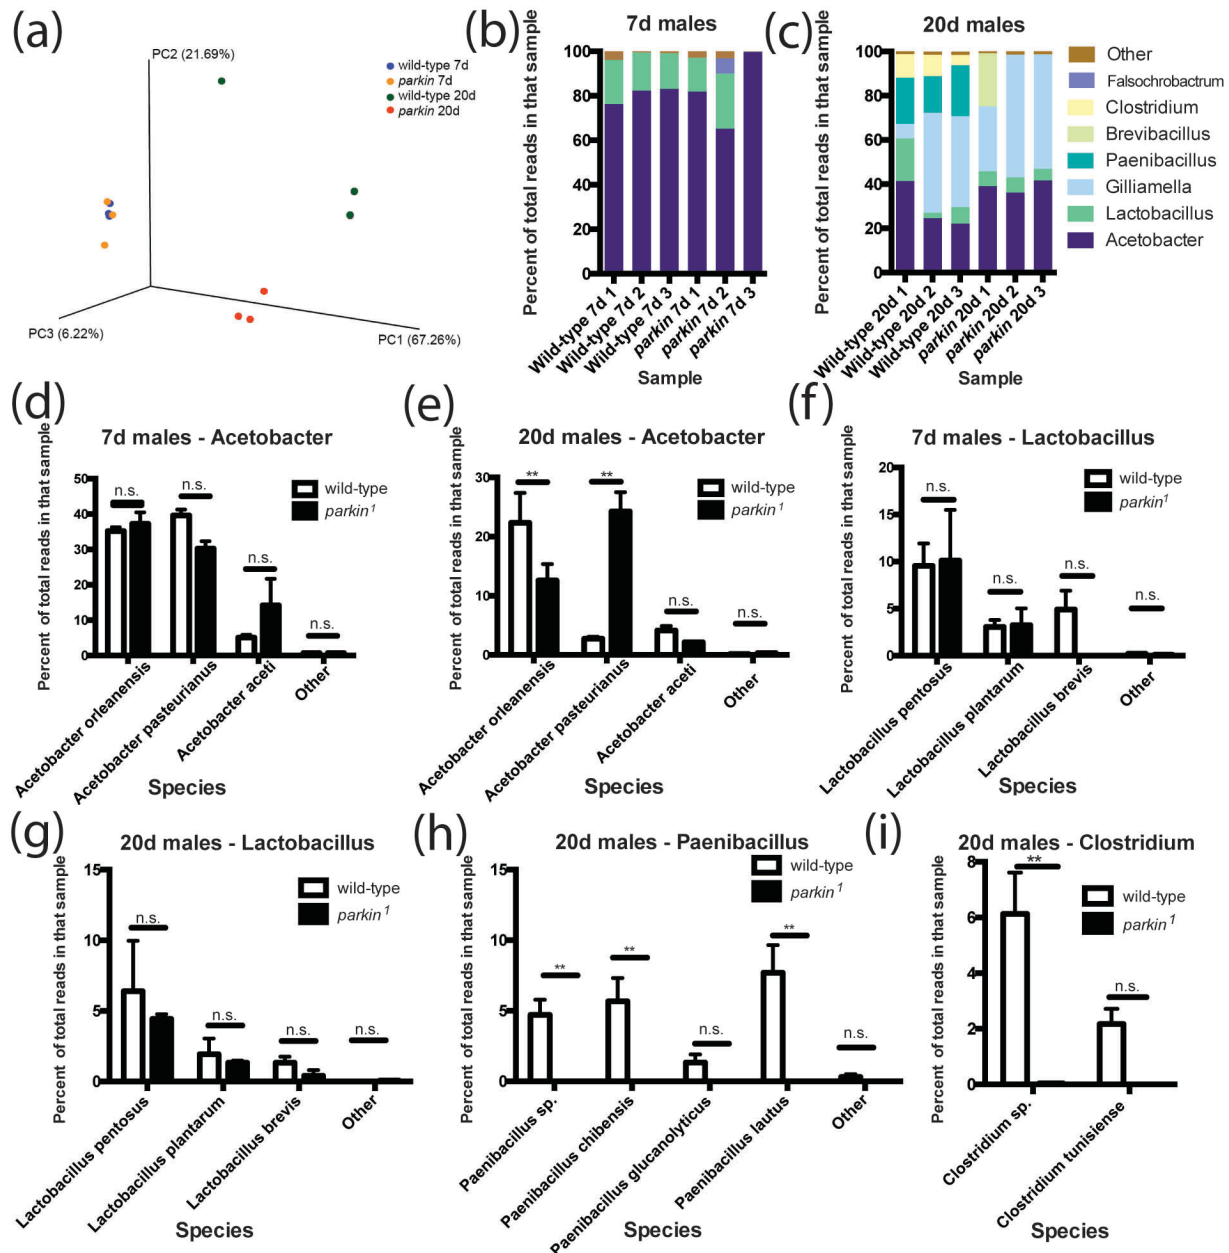 (a)
PC2 (21.69%)
wild-type 7d
parkin 7d
wild-type 20d
parkin 20d
PC3 (6.22%)
PC1 (67.26%)
(b)
7d males
Percent of total reads in that sample
100
80
60
40
20
0
Wild-type 7d 1
Wild-type 7d 2
Wild-type 7d 3
parkin 7d 1
parkin 7d 2
parkin 7d 3
Sample
(c)
20d males
Percent of total reads in that sample
100
80
60
40
20
0
Wild-type 20d 1
Wild-type 20d 2
Wild-type 20d 3
parkin 20d 1
parkin 20d 2
parkin 20d 3
Sample
Other
Falsochrobactrum
Clostridium
Brevibacillus
Paenibacillus
Gilliamella
Lactobacillus
Acetobacter
(d)
7d males - Acetobacter
Percent of total reads in that sample
50
40
30
20
10
0
n.s.
n.s.
n.s.
n.s.
wild-type
parkin1
Acetobacter orleanensis
Acetobacter pasteurianus
Acetobacter aceti
Other
Species
(e)
20d males - Acetobacter
Percent of total reads in that sample
30
20
10
0
**
**
n.s.
n.s.
wild-type
parkin1
Acetobacter orleanensis
Acetobacter pasteurianus
Acetobacter aceti
Other
Species
(f)
7d males - Lactobacillus
Percent of total reads in that sample
20
15
10
5
0
n.s.
n.s.
n.s.
n.s.
wild-type
parkin1
Lactobacillus pentosus
Lactobacillus plantarum
Lactobacillus brevis
Other
Species
(g)
20d males - Lactobacillus
Percent of total reads in that sample
15
10
5
0
n.s.
n.s.
n.s.
n.s.
wild-type
parkin1
Lactobacillus pentosus
Lactobacillus plantarum
Lactobacillus brevis
Other
Species
(h)
20d males - Paenibacillus
Percent of total reads in that sample
15
10
5
0
**
**
n.s.
**
n.s.
wild-type
parkin1
Paenibacillus sp.
Paenibacillus chibensis
Paenibacillus glucanolyticus
Paenibacillus lautus
Other
Species
(i)
20d males - Clostridium
Percent of total reads in that sample
8
6
4
2
0
**
n.s.
wild-type
parkin1
Clostridium sp.
Clostridium tunisiense
Species